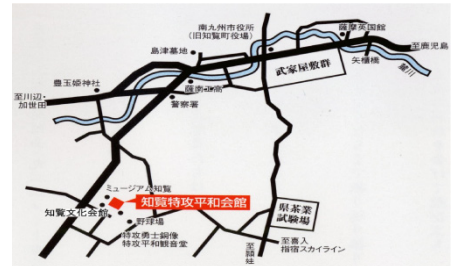 南九州市役所
(旧知覧町役場)
薩摩英国館
島津墓地
至鹿児島
矢櫃橋
麓川
武家屋敷群
豊玉姫神社
薩南工高
至川辺・
加世田
警察署
ミュージアム知覧
知覧特攻平和会館
知覧文化会館
野球場
特攻勇士銅像
特攻平和観音堂
県茶業
試験場
至頴娃
至喜入
指宿スカイライン